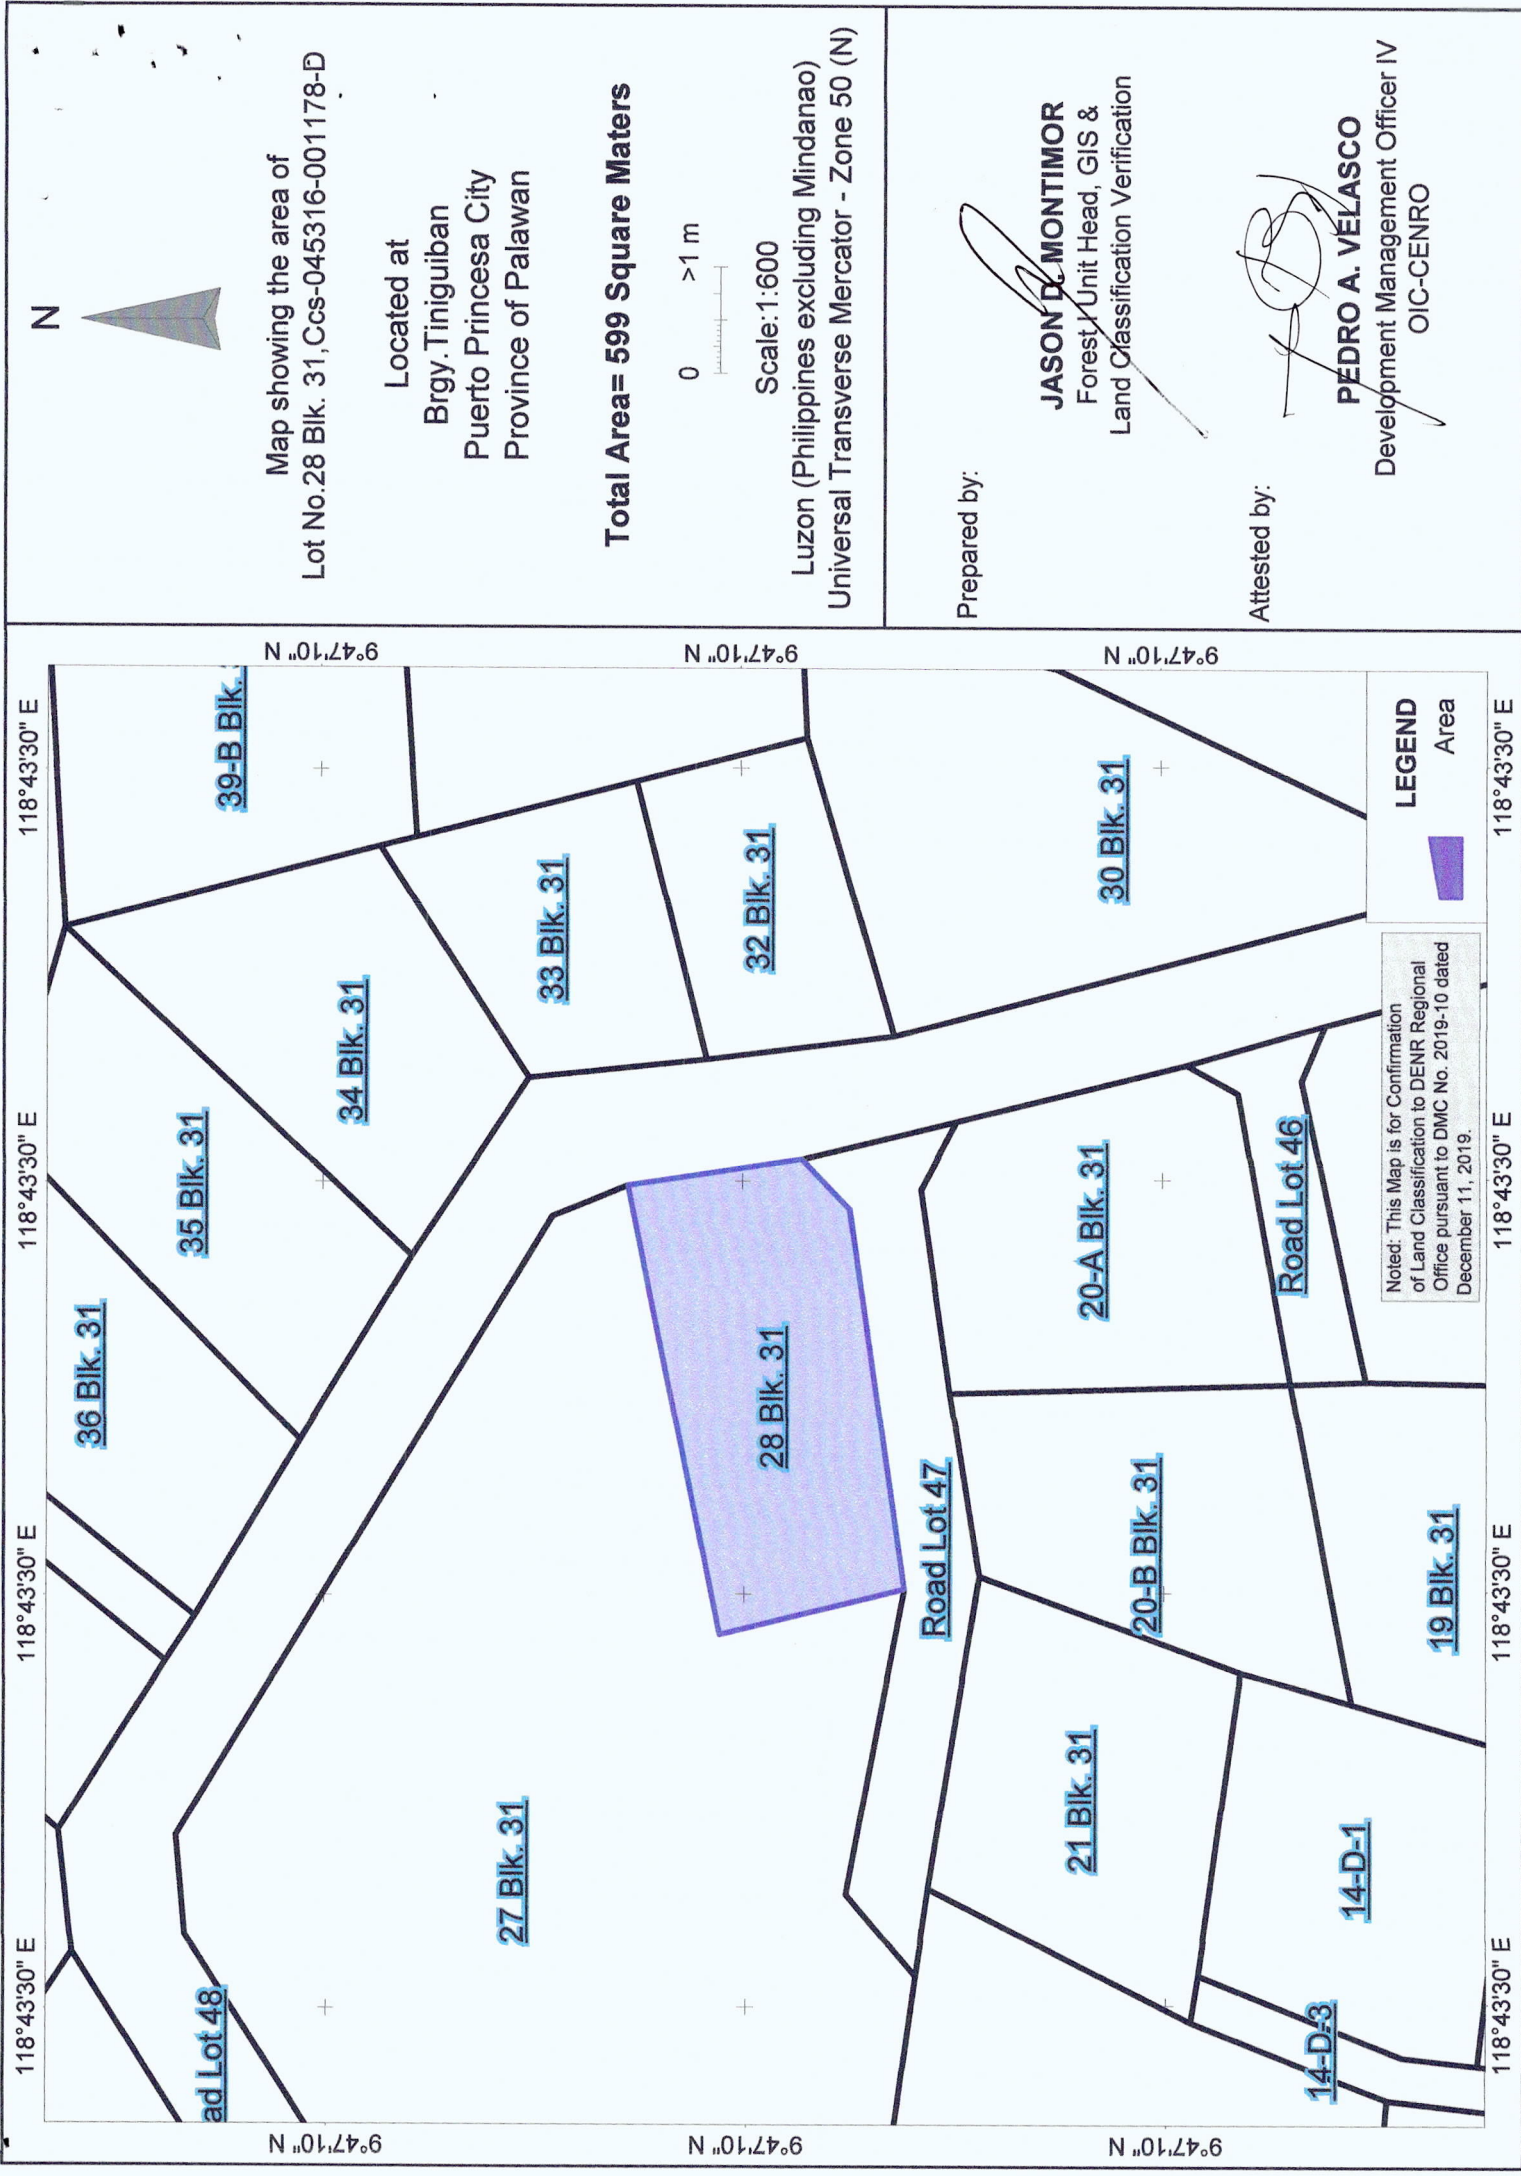 118°43'30" E
118°43'30" E
118°43'30" E
118°43'30" E
9°47'10" N
9°47'10" N
9°47'10" N
9°47'10" N
9°47'10" N
9°47'10" N
ad Lot 48
36 Blk. 31
35 Blk. 31
39-B Blk.
34 Blk. 31
27 Blk. 31
33 Blk. 31
28 Blk. 31
32 Blk. 31
Road Lot 47
21 Blk. 31
20-B Blk. 31
20-A Blk. 31
30 Blk. 31
14-D-3
14-D-1
19 Blk. 31
Road Lot 46
Noted: This Map is for Confirmation
of Land Classification to DENR Regional
Office pursuant to DMC No. 2019-10 dated
December 11, 2019.
LEGEND
Area
118°43'30" E
118°43'30" E
118°43'30" E
118°43'30" E
N
Map showing the area of
Lot No.28 Blk. 31,Ccs-045316-001178-D
Located at
Brgy.Tiniguiban
Puerto Princesa City
Province of Palawan
Total Area= 599 Square Maters
0 >1 m
Scale:1:600
Luzon (Philippines excluding Mindanao)
Universal Transverse Mercator - Zone 50 (N)
Prepared by:
JASON D. MONTIMOR
Forest Unit Head, GIS &
Land Classification Verification
Attested by:
PEDRO A. VELASCO
Development Management Officer IV
OIC-CENRO